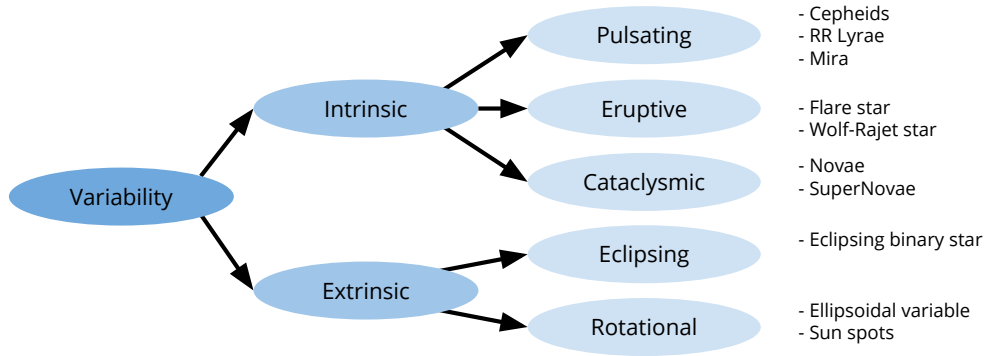 Variability
Intrinsic
Extrinsic
Pulsating
Eruptive
Cataclysmic
Eclipsing
Rotational
- Cepheids
- RR Lyrae
- Mira
- Flare star
- Wolf-Rajet star
- Novae
- SuperNovae
- Eclipsing binary star
- Ellipsoidal variable
- Sun spots